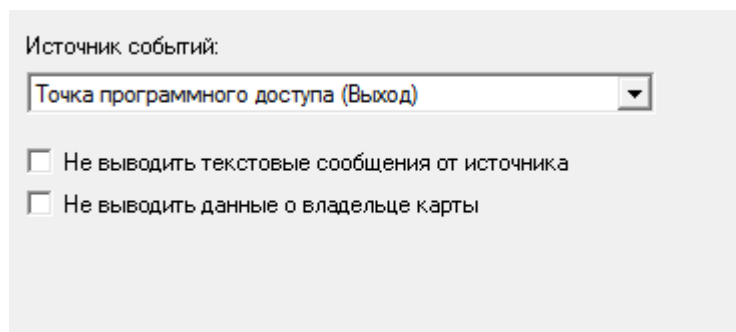 Источник событий:
Точка программного доступа (Выход)
Не выводить текстовые сообщения от источника
Не выводить данные о владельце карты